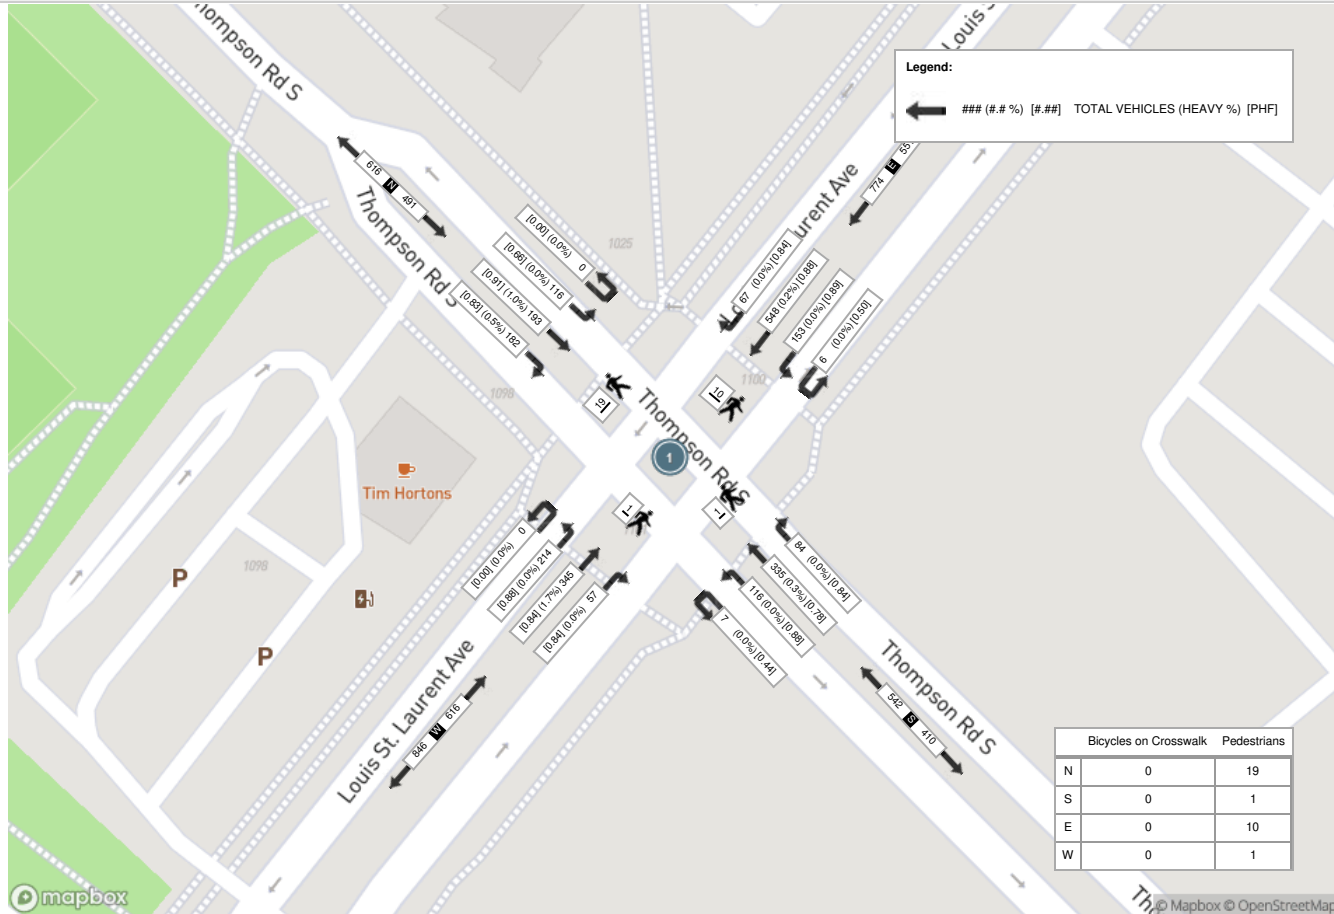 Thompson Rd S
Louis S
Legend:
### (#.# %) [#.##] TOTAL VEHICLES (HEAVY %) [PHF]
616 N 491
774 E 55
Thompson Rd S
urent Ave
[0.00] (0.0%) 0
[0.66] (0.0%) 116
[0.91] (1.0%) 193
[0.83] (0.5%) 182
1025
67 (0.0%) [0.84]
548 (0.2%) [0.88]
153 (0.0%) [0.89]
6 (0.0%) [0.50]
1098
1100
19
10
Thompson Rd S
1
Tim Hortons
1
1
[0.00] (0.0%) 0
[0.88] (0.0%) 214
[0.84] (1.7%) 345
[0.84] (0.0%) 57
84 (0.0%) [0.84]
335 (0.3%) [0.78]
116 (0.0%) [0.88]
7 (0.0%) [0.44]
1098
P
P
Louis St. Laurent Ave
846 W 616
Thompson Rd S
542 S 410
Bicycles on Crosswalk Pedestrians
N 0 19
S 0 1
E 0 10
W 0 1
mapbox
Th
© Mapbox © OpenStreetMap